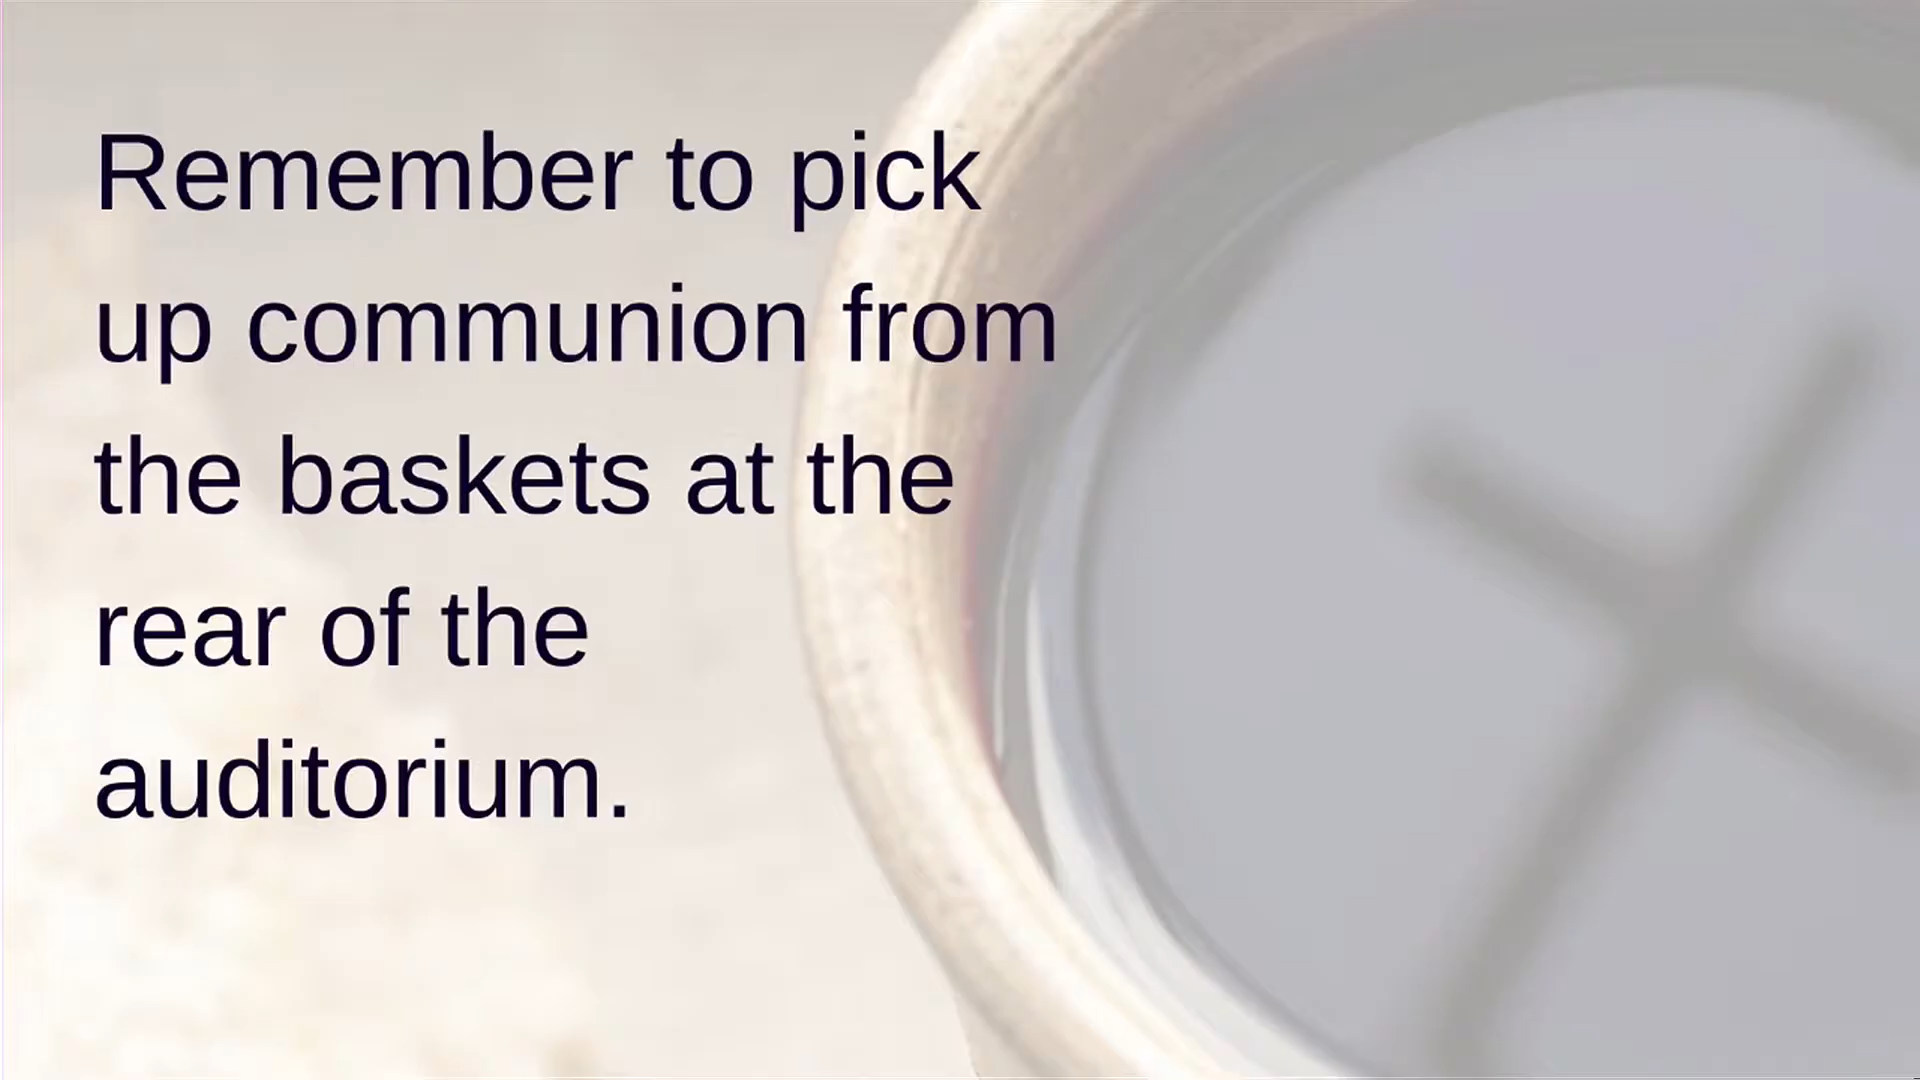 Remember to pick
up communion from
the baskets at the
rear of the
auditorium.